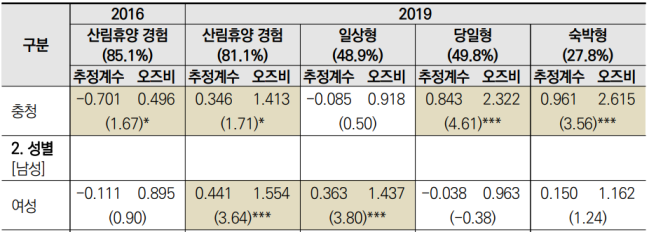 구분 2016 2019
산림휴양 경험 (85.1%) 산림휴양 경험 (81.1%) 일상형 (48.9%) 당일형 (49.8%) 숙박형 (27.8%)
추정계수 오즈비 추정계수 오즈비 추정계수 오즈비 추정계수 오즈비 추정계수 오즈비
충청 −0.701 0.496 0.346 1.413 −0.085 0.918 0.843 2.322 0.961 2.615
(1.67)* (1.71)* (0.50) (4.61)*** (3.56)***
2. 성별
[남성]
여성 −0.111 0.895 0.441 1.554 0.363 1.437 −0.038 0.963 0.150 1.162
(0.90) (3.64)*** (3.80)*** (−0.38) (1.24)